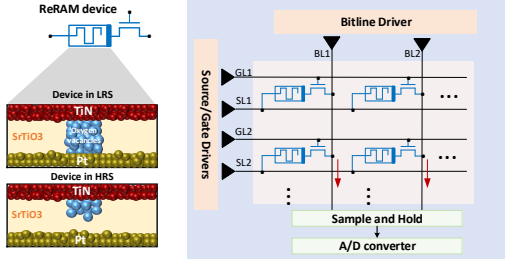 ReRAM device
Device in LRS
TiN
SrTiO3
Oxygen
vacancies
Pt
Device in HRS
TiN
SrTiO3
Pt
Bitline Driver
BL1
BL2
Source/Gate Drivers
GL1
SL1
GL2
SL2
Sample and Hold
A/D converter